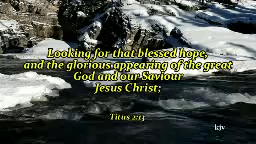 Looking for that blessed hope,
and the glorious appearing of the great
God and our Saviour
Jesus Christ;
Titus 2:13
kjv